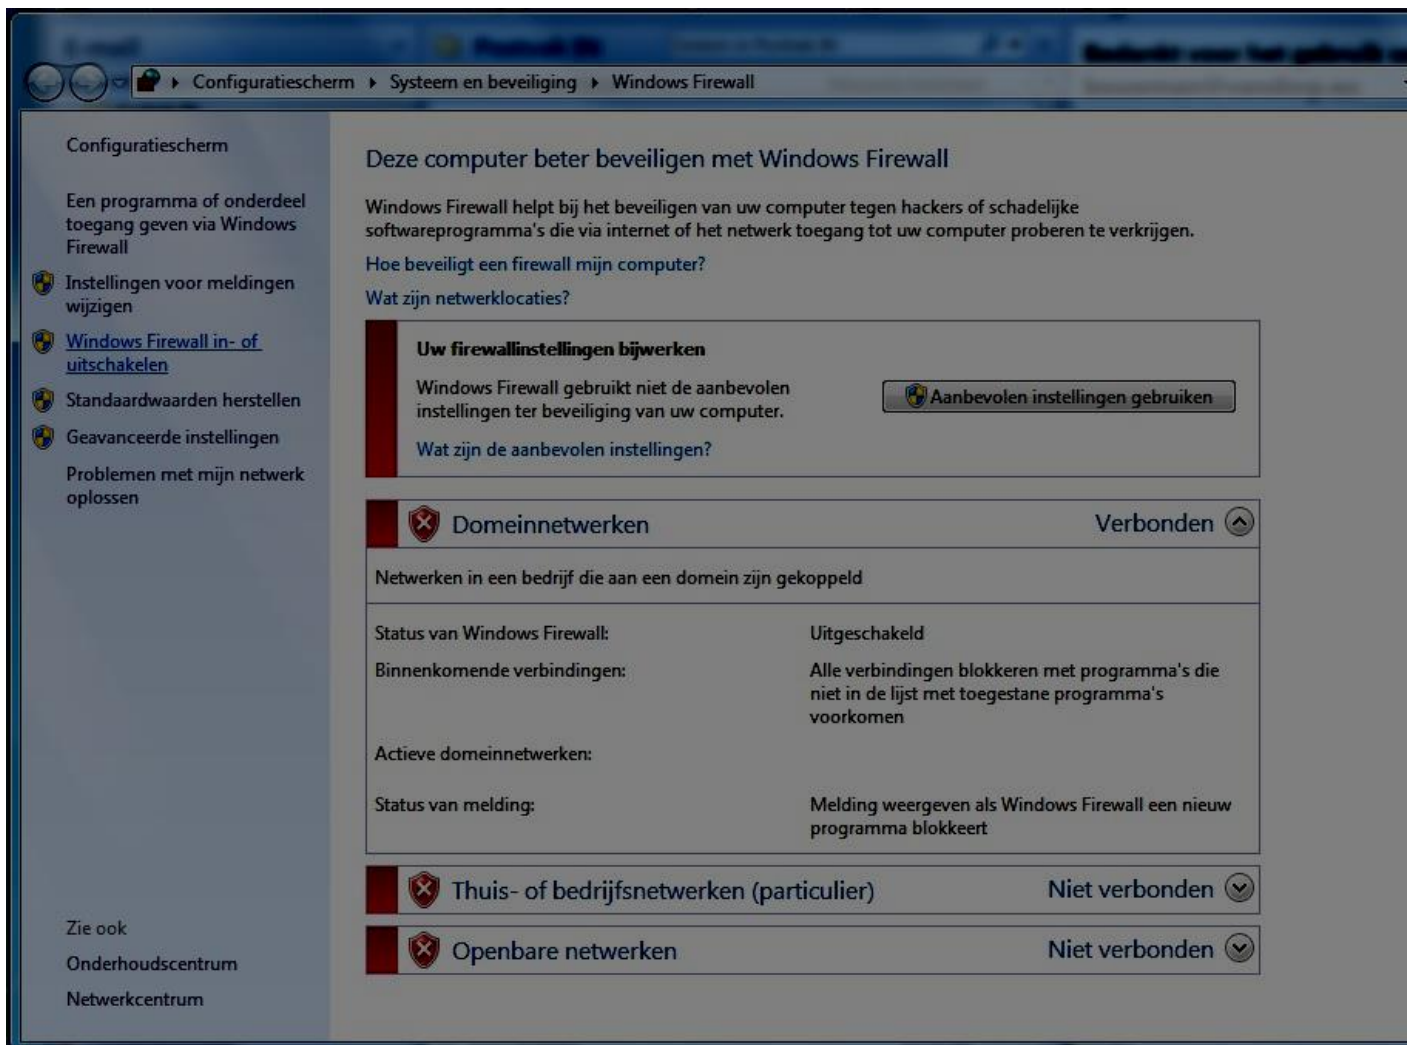 E-mail
Postvak IN
Bedankt voor het gebruik
Configuratiescherm ▸ Systeem en beveiliging ▸ Windows Firewall
Configuratiescherm
Een programma of onderdeel
toegang geven via Windows
Firewall
Instellingen voor meldingen
wijzigen
Windows Firewall in- of
uitschakelen
Standaardwaarden herstellen
Geavanceerde instellingen
Problemen met mijn netwerk
oplossen
Zie ook
Onderhoudscentrum
Netwerkcentrum
Deze computer beter beveiligen met Windows Firewall
Windows Firewall helpt bij het beveiligen van uw computer tegen hackers of schadelijke
softwareprogramma's die via internet of het netwerk toegang tot uw computer proberen te verkrijgen.
Hoe beveiligt een firewall mijn computer?
Wat zijn netwerklocaties?
Uw firewallinstellingen bijwerken
Windows Firewall gebruikt niet de aanbevolen
instellingen ter beveiliging van uw computer.
Aanbevolen instellingen gebruiken
Wat zijn de aanbevolen instellingen?
Domeinnetwerken Verbonden
Netwerken in een bedrijf die aan een domein zijn gekoppeld
Status van Windows Firewall: Uitgeschakeld
Binnenkomende verbindingen: Alle verbindingen blokkeren met programma's die
niet in de lijst met toegestane programma's
voorkomen
Actieve domeinnetwerken:
Status van melding: Melding weergeven als Windows Firewall een nieuw
programma blokkeert
Thuis- of bedrijfsnetwerken (particulier) Niet verbonden
Openbare netwerken Niet verbonden